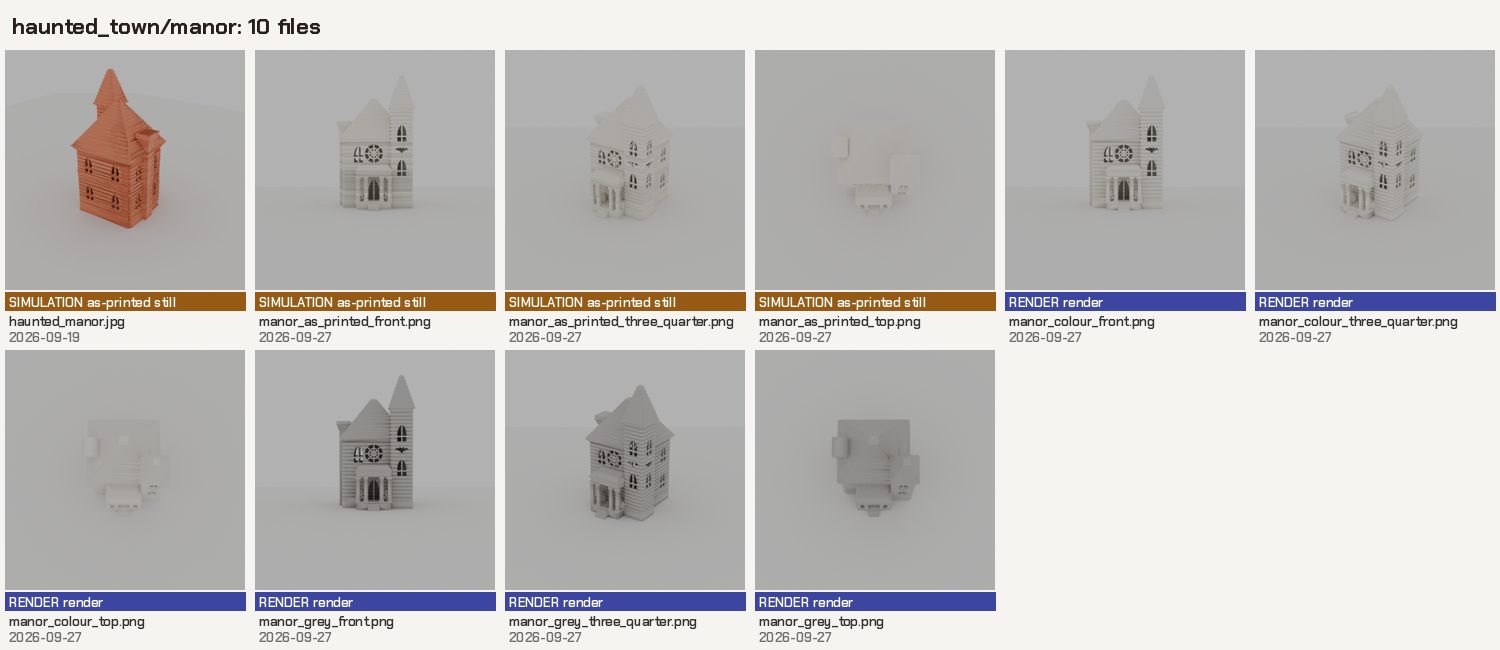 haunted_town/manor: 10 files
SIMULATION as-printed still
haunted_manor.jpg
2026-09-19
SIMULATION as-printed still
manor_as_printed_front.png
2026-09-27
SIMULATION as-printed still
manor_as_printed_three_quarter.png
2026-09-27
SIMULATION as-printed still
manor_as_printed_top.png
2026-09-27
RENDER render
manor_colour_front.png
2026-09-27
RENDER render
manor_colour_three_quarter.png
2026-09-27
RENDER render
manor_colour_top.png
2026-09-27
RENDER render
manor_grey_front.png
2026-09-27
RENDER render
manor_grey_three_quarter.png
2026-09-27
RENDER render
manor_grey_top.png
2026-09-27